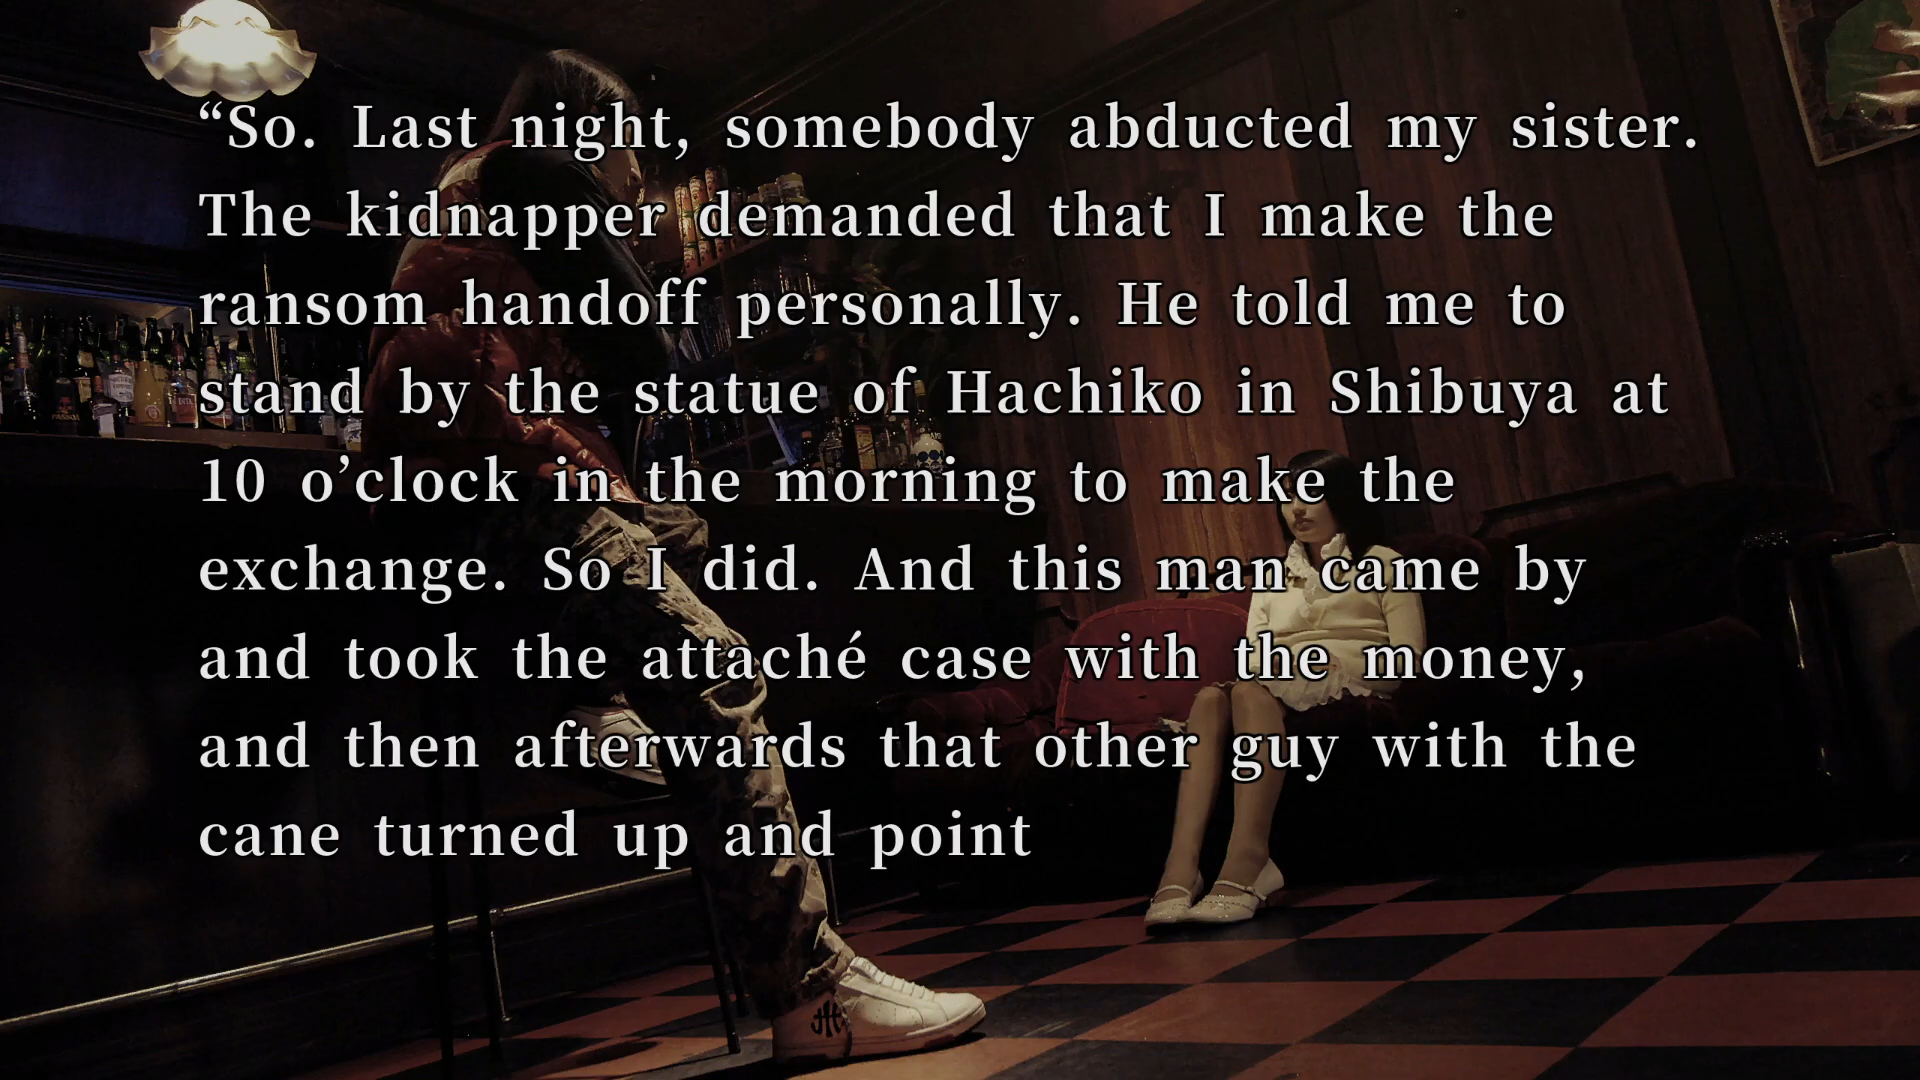 “So. Last night, somebody abducted my sister.
The kidnapper demanded that I make the
ransom handoff personally. He told me to
stand by the statue of Hachiko in Shibuya at
10 o’clock in the morning to make the
exchange. So I did. And this man came by
and took the attaché case with the money,
and then afterwards that other guy with the
cane turned up and point